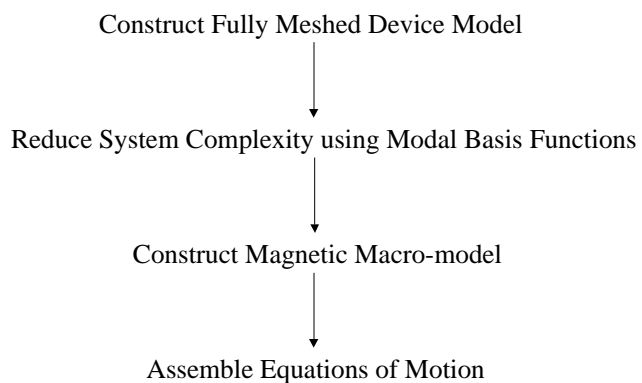 Construct Fully Meshed Device Model
Reduce System Complexity using Modal Basis Functions
Construct Magnetic Macro-model
Assemble Equations of Motion